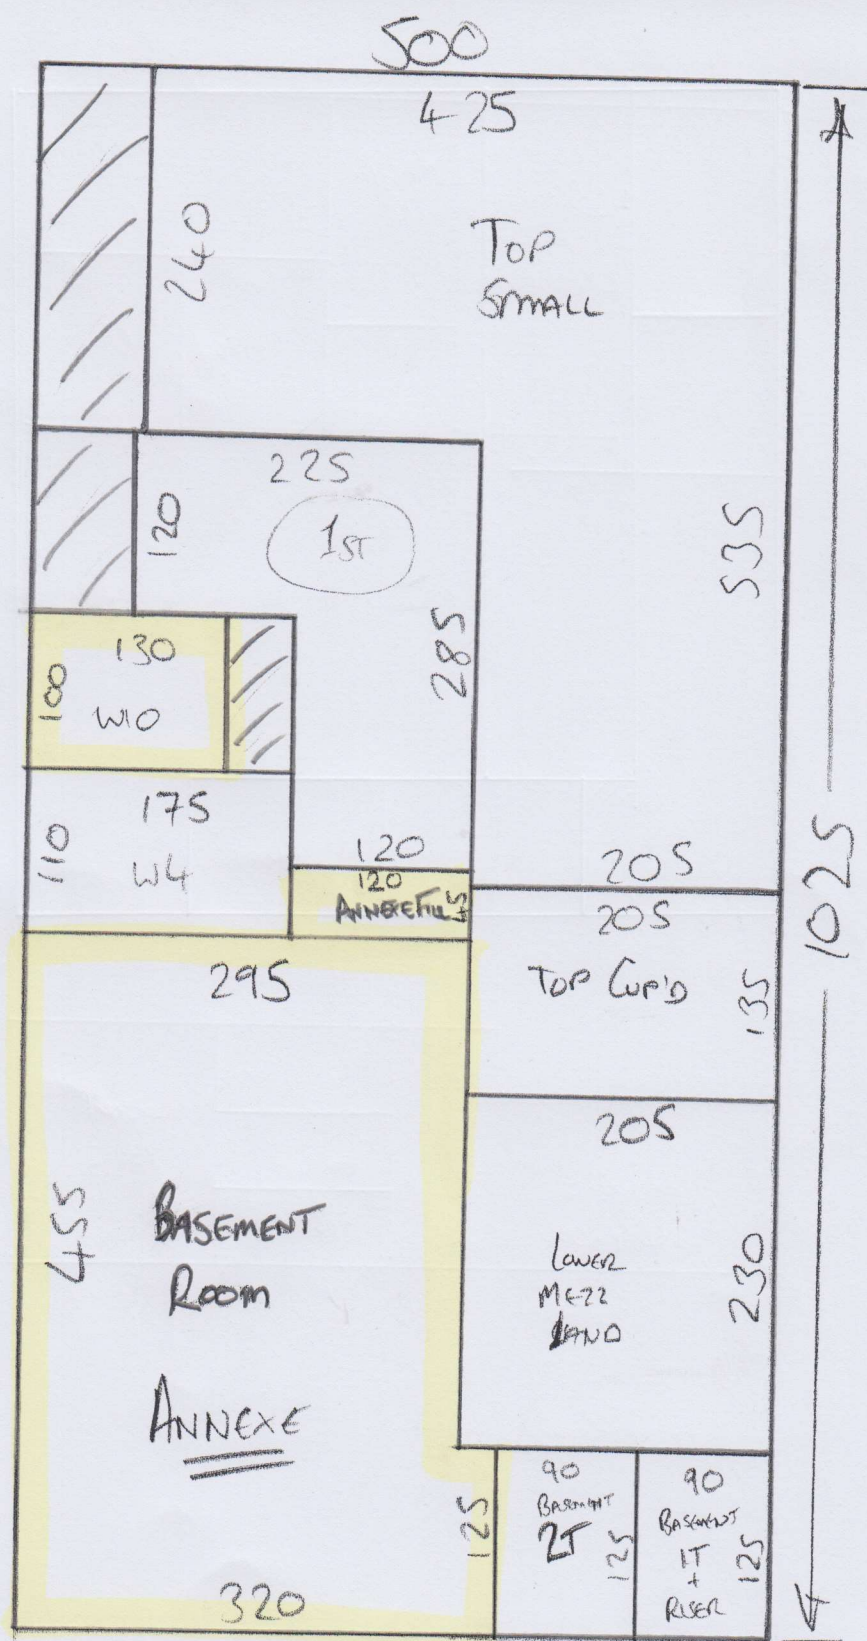 500
425
240
TOP
SMALL
225
120
1ST
535
285
130
100
W10
175
110
W4
120
120
ANNEXE FILL
45
205
205
TOP CUP'D
135
1025
295
205
455
BASEMENT
ROOM
ANNEXE
LOWER
MEZZ
LAND
230
125
90
BASEMENT
2T
125
90
BASEMENT
1T
+
RISER
125
320